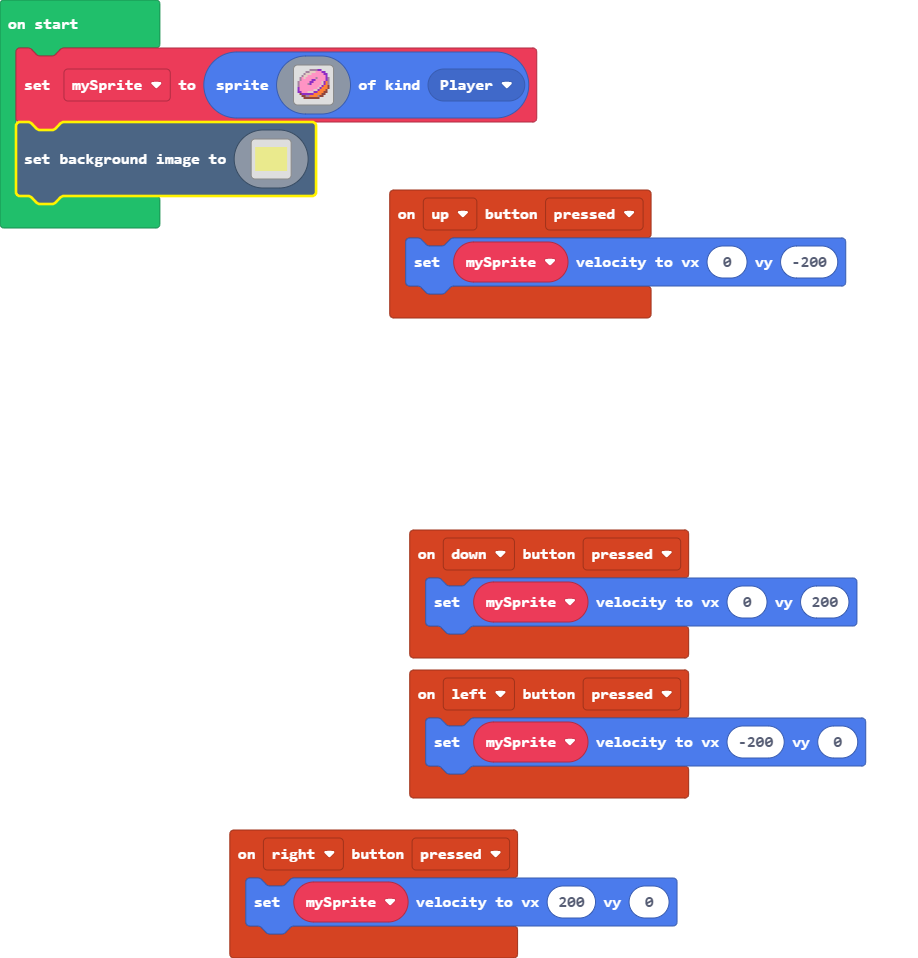 on start
set mySprite to sprite of kind Player
set background image to
on up button pressed
set mySprite velocity to vx 0 vy -200
on down button pressed
set mySprite velocity to vx 0 vy 200
on left button pressed
set mySprite velocity to vx -200 vy 0
on right button pressed
set mySprite velocity to vx 200 vy 0